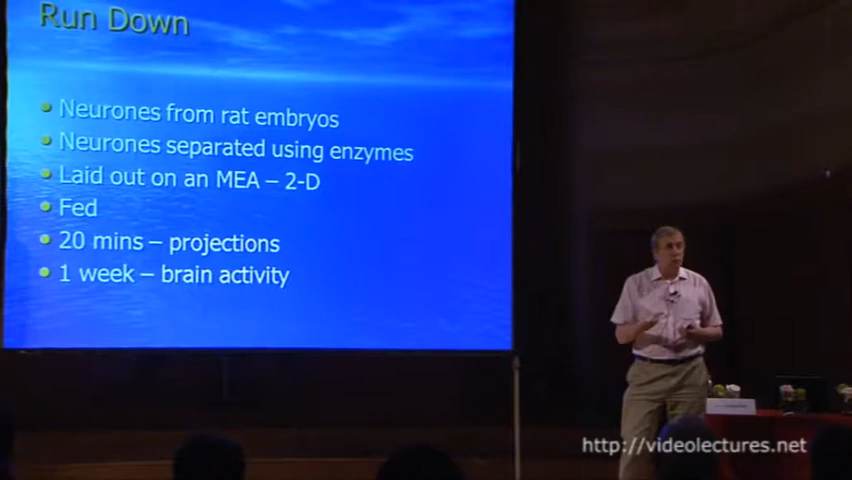 Run Down
Neurones from rat embryos
Neurones separated using enzymes
Laid out on an MEA – 2-D
Fed
20 mins – projections
1 week – brain activity
http://videolectures.net